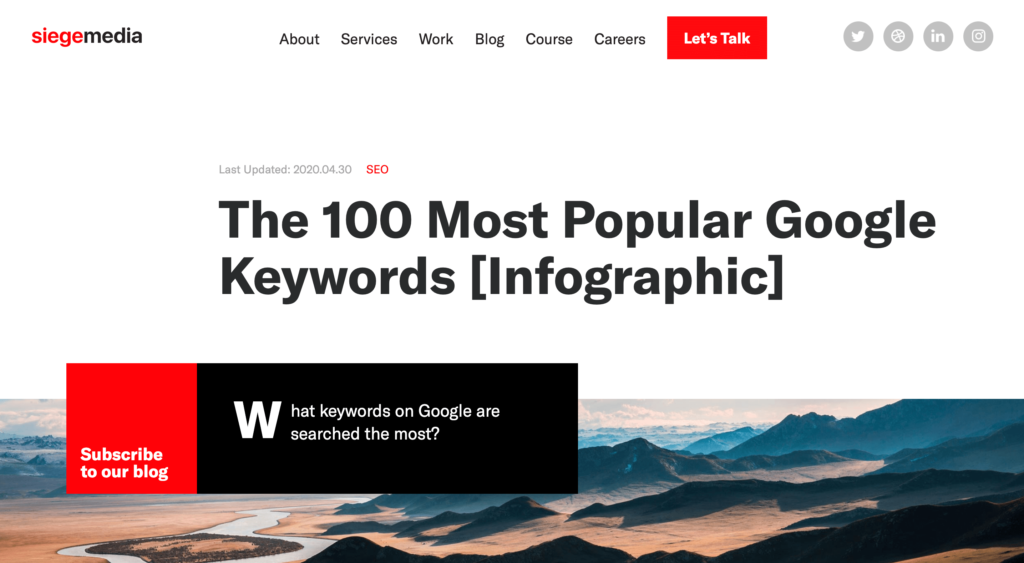 siegemedia
About
Services
Work
Blog
Course
Careers
Let's Talk
Last Updated: 2020.04.30 SEO
The 100 Most Popular Google
Keywords [Infographic]
Subscribe
to our blog
What keywords on Google are
searched the most?